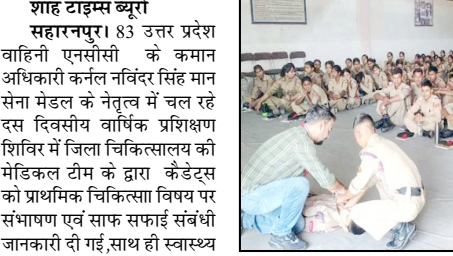 शाह टाइम्स ब्यूरो
सहारनपुर। 83 उत्तर प्रदेश
वाहिनी एनसीसी के कमान
अधिकारी कर्नल नविंदर सिंह मान
सेना मेडल के नेतृत्व में चल रहे
दस दिवसीय वार्षिक प्रशिक्षण
शिविर में जिला चिकित्सालय की
मेडिकल टीम के द्वारा कैडेट्स
को प्राथमिक चिकित्साा विषय पर
संभाषण एवं साफ सफाई संबंधी
जानकारी दी गई,साथ ही स्वास्थ्य